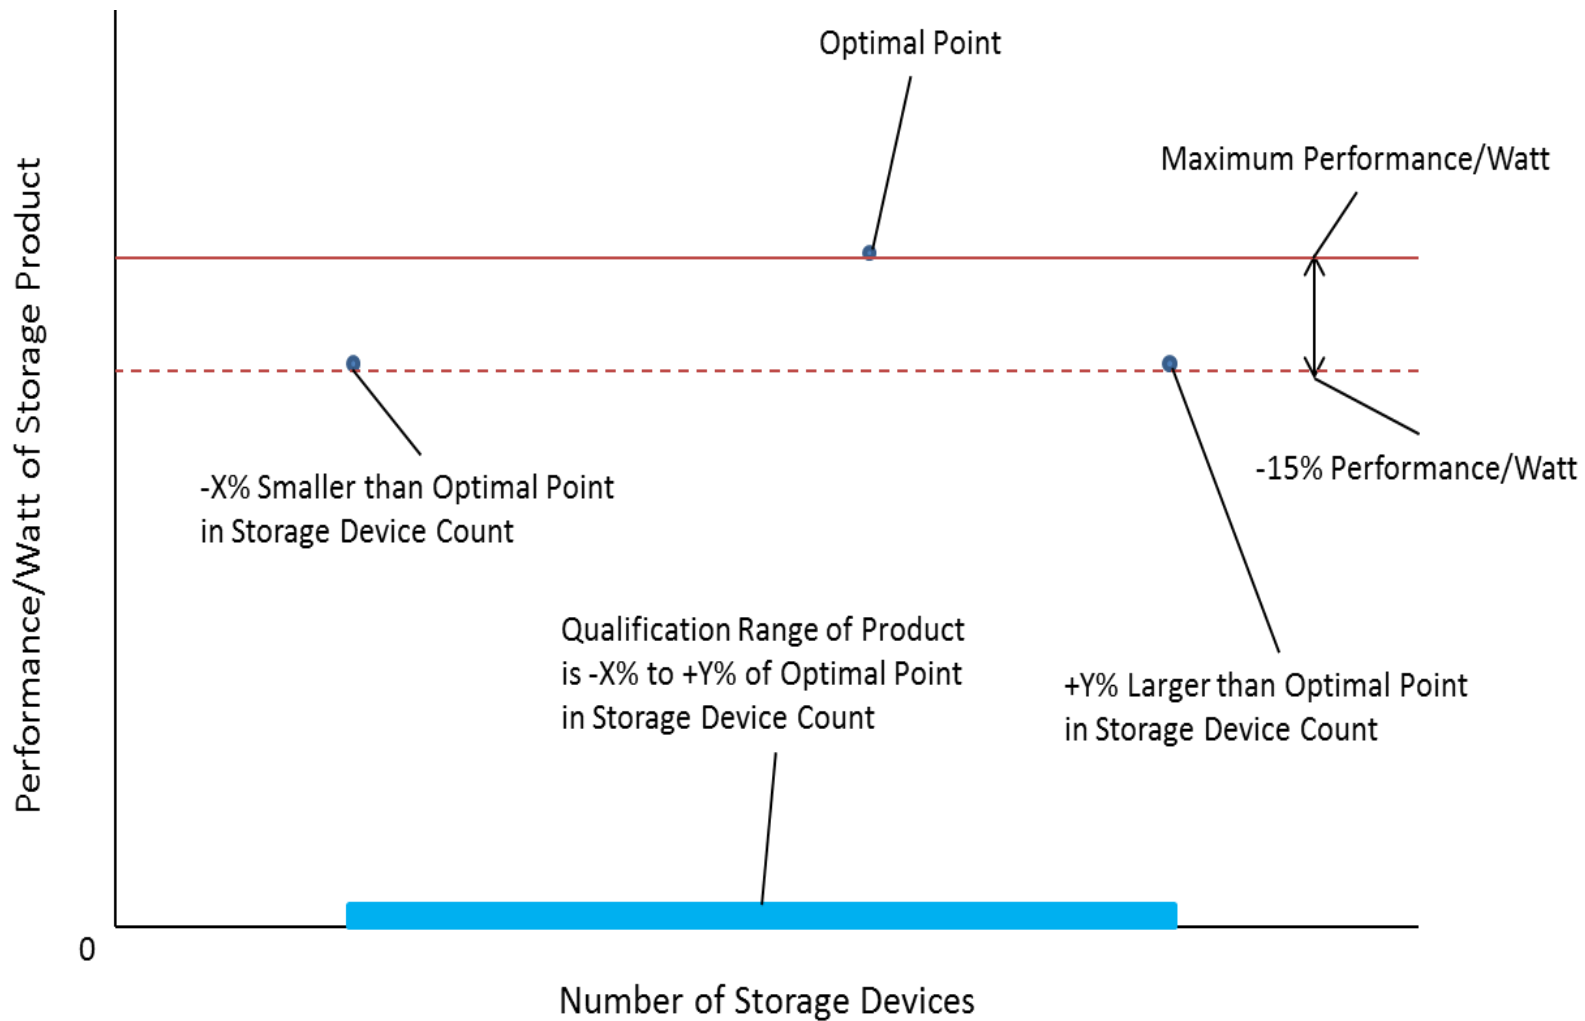 Optimal Point
Maximum Performance/Watt
Performance/Watt of Storage Product
-15% Performance/Watt
-X% Smaller than Optimal Point
in Storage Device Count
Qualification Range of Product
is -X% to +Y% of Optimal Point
in Storage Device Count
+Y% Larger than Optimal Point
in Storage Device Count
0
Number of Storage Devices